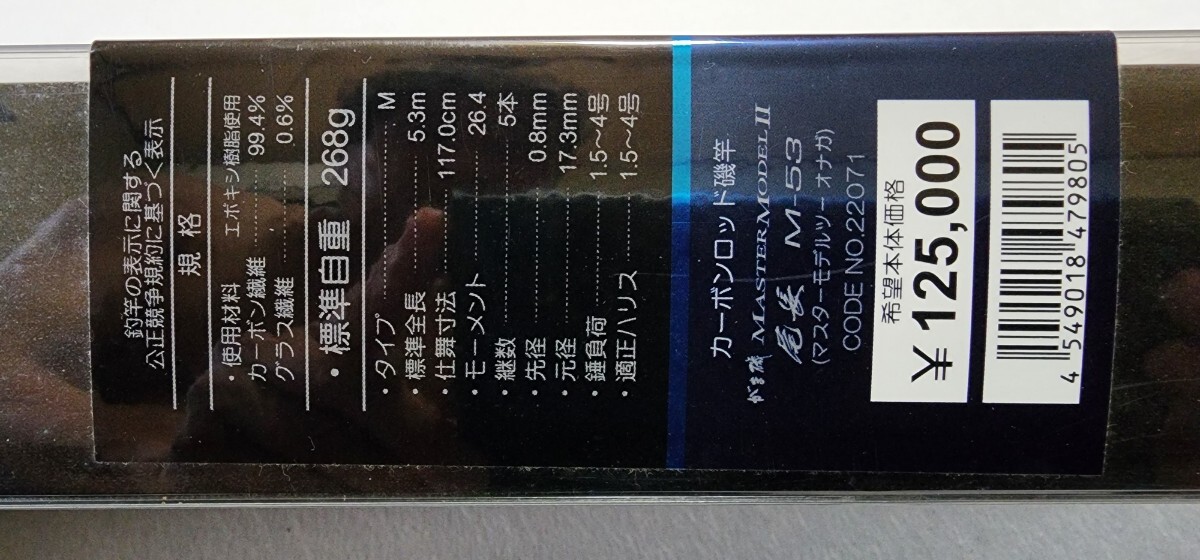 釣竿の表示に関する
公正競争規約に基づく表示
規 格
・使用材料 エポキシ樹脂使用
カーボン繊維 99.4%
グラス繊維 0.6%
・標準自重 268g
・タイプ M
・標準全長 5.3m
・仕舞寸法 117.0cm
・モーメント 26.4
・継数 5本
・先径 0.8mm
・元径 17.3mm
・錘負荷 1.5~4号
・適正ハリス 1.5~4号
カーボンロッド磯竿
がま磯 MASTERMODEL II
尾長 M-53
(マスターモデルツー オナガ)
CODE NO.22071
希望本体価格
¥125,000
4 549018 479805